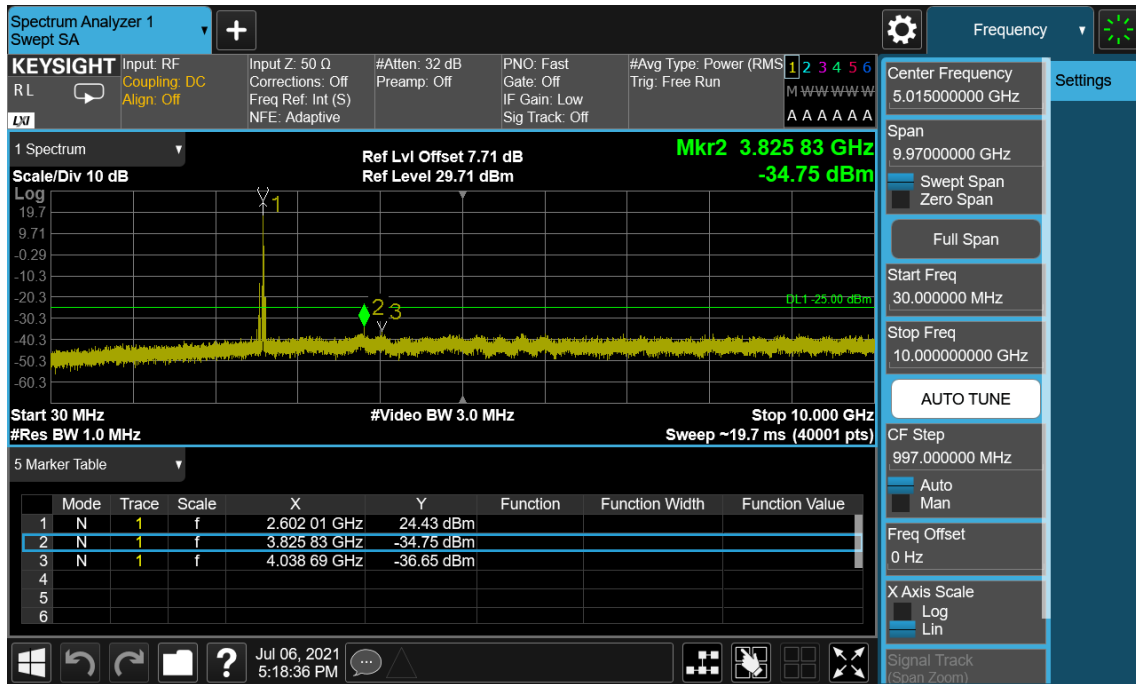 Spectrum Analyzer 1
Swept SA
Frequency
KEYSIGHT
R L
LXI
Input: RF
Coupling: DC
Align: Off
Input Z: 50 Ω
Corrections: Off
Freq Ref: Int (S)
NFE: Adaptive
#Atten: 32 dB
Preamp: Off
PNO: Fast
Gate: Off
IF Gain: Low
Sig Track: Off
#Avg Type: Power (RMS
Trig: Free Run
1 2 3 4 5 6
M W W W W W
A A A A A A
1 Spectrum
Scale/Div 10 dB
Ref Lvl Offset 7.71 dB
Ref Level 29.71 dBm
Mkr2 3.825 83 GHz
-34.75 dBm
Log
19.7
9.71
-0.29
-10.3
-20.3
-30.3
-40.3
-50.3
-60.3
1
2
3
DL1 -25.00 dBm
Start 30 MHz
#Video BW 3.0 MHz
Stop 10.000 GHz
#Res BW 1.0 MHz
Sweep ~19.7 ms (40001 pts)
5 Marker Table
Mode Trace Scale X Y Function Function Width Function Value
1 N 1 f 2.602 01 GHz 24.43 dBm
2 N 1 f 3.825 83 GHz -34.75 dBm
3 N 1 f 4.038 69 GHz -36.65 dBm
4
5
6
?
Jul 06, 2021
5:18:36 PM
Center Frequency
5.015000000 GHz
Settings
Span
9.97000000 GHz
Swept Span
Zero Span
Full Span
Start Freq
30.000000 MHz
Stop Freq
10.000000000 GHz
AUTO TUNE
CF Step
997.000000 MHz
Auto
Man
Freq Offset
0 Hz
X Axis Scale
Log
Lin
Signal Track
(Span Zoom)